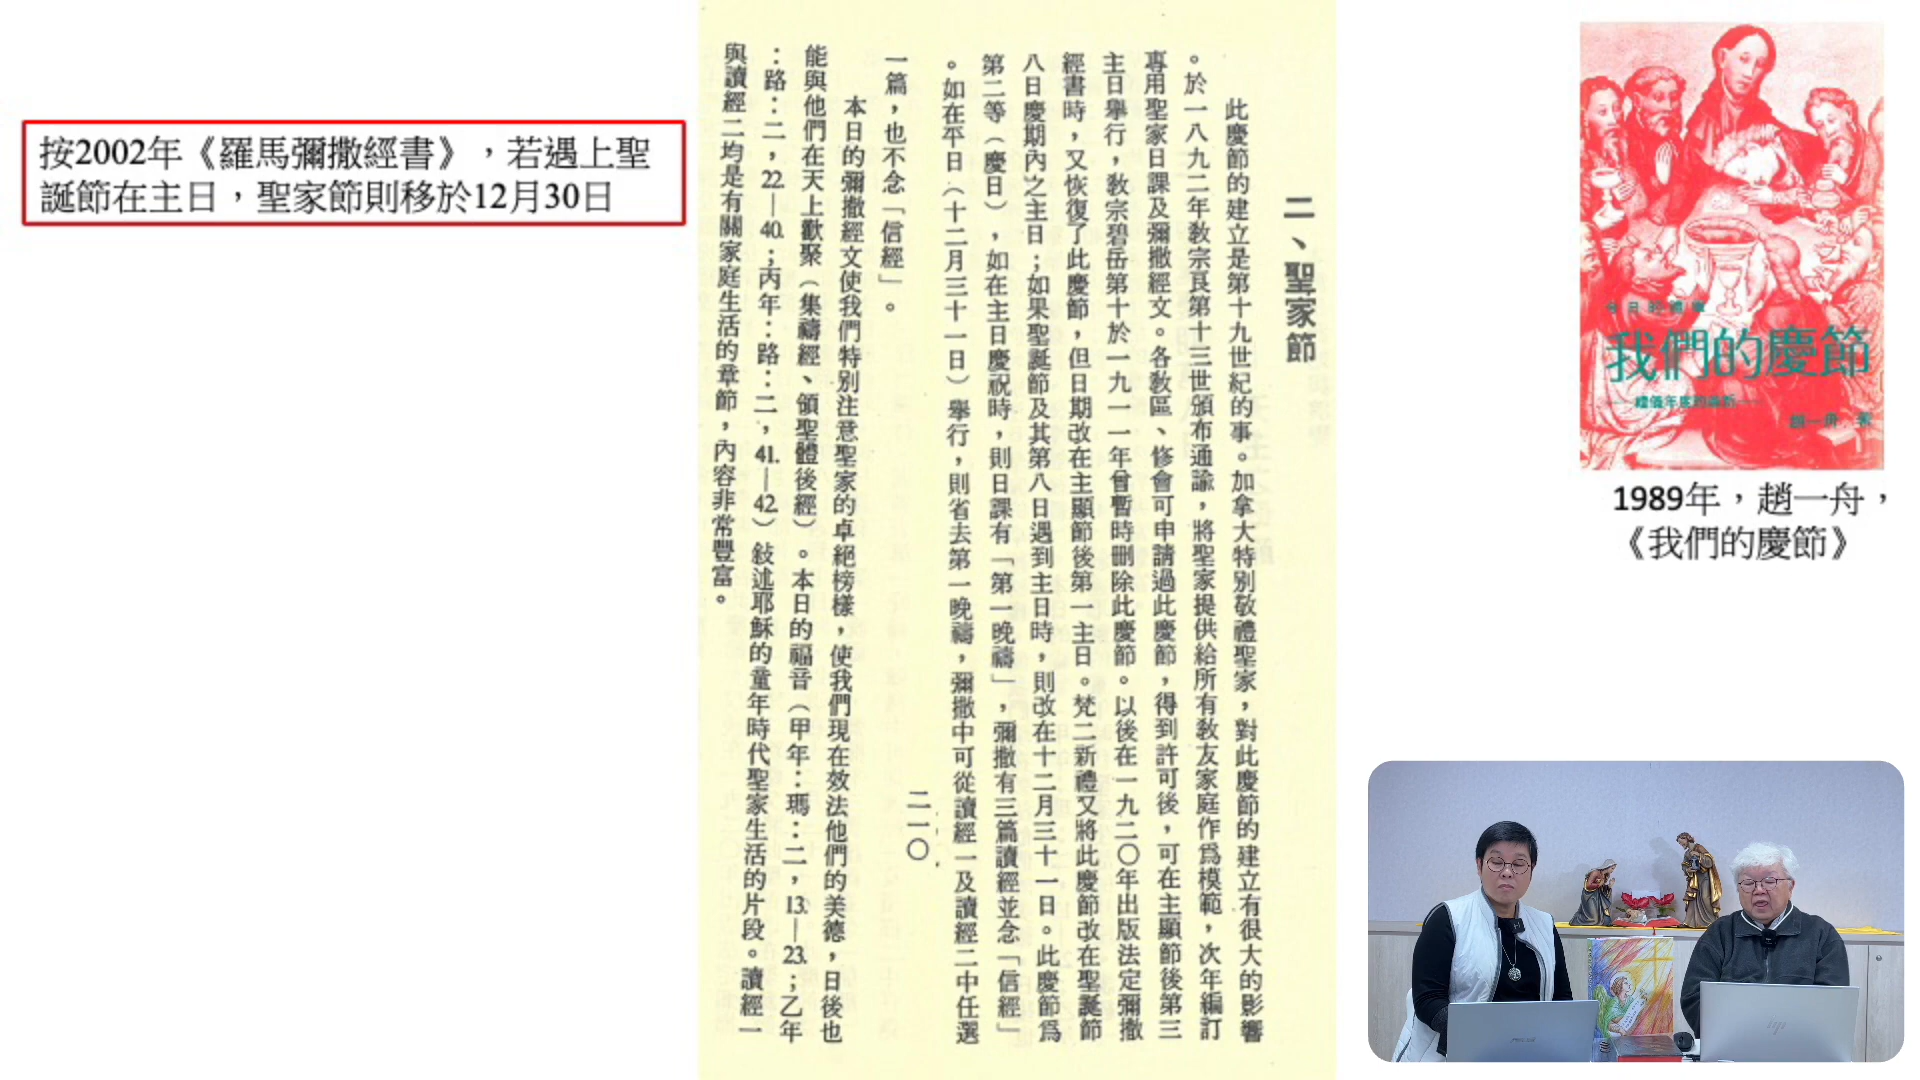 按2002年《羅馬彌撒經書》，若遇上聖
誕節在主日，聖家節則移於12月30日
二、聖家節
此慶節的建立是第十九世紀的事。加拿大特別敬禮聖家，對此慶節的建立有很大的影響
。於一八九二年教宗良第十三世頒布通諭，將聖家提供給所有教友家庭作爲模範，次年編訂
專用聖家日課及彌撒經文。各教區、修會可申請過此慶節，得到許可後，可在主顯節後第三
主日舉行，教宗碧岳第十於一九一一年曾暫時刪除此慶節。以後在一九二〇年出版法定彌撒
經書時，又恢復了此慶節，但日期改在主顯節後第一主日。梵二新禮又將此慶節改在聖誕節
八日慶期內之主日；如果聖誕節及其第八日遇到主日時，則改在十二月三十一日。此慶節爲
第二等（慶日），如在主日慶祝時，則日課有「第一晚禱」，彌撒有三篇讀經並念「信經」
。如在平日（十二月三十一日）舉行，則省去第一晚禱，彌撒中可從讀經一及讀經二中任選
一篇，也不念「信經」。
二一〇
本日的彌撒經文使我們特別注意聖家的卓絕榜樣，使我們現在效法他們的美德，日後也
能與他們在天上歡聚（集禱經、領聖體後經）。本日的福音（甲年：瑪：二，13.—23.；乙年
：路：二，22—40.；丙年：路：二，41.—42.）敍述耶穌的童年時代聖家生活的片段。讀經一
與讀經二均是有關家庭生活的章節，內容非常豐富。
今日的禮儀
我們的慶節
趙一舟 著
1989年，趙一舟，
《我們的慶節》
hp